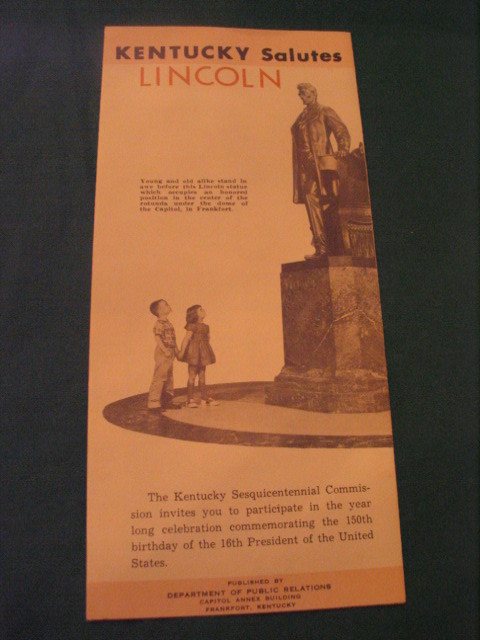 KENTUCKY Salutes
LINCOLN
Young and old alike stand in
awe before this Lincoln statue
which occupies an honored
position in the center of the
rotunda under the dome of
the Capitol, in Frankfort.
The Kentucky Sesquicentennial Commis-
sion invites you to participate in the year
long celebration commemorating the 150th
birthday of the 16th President of the United
States.
PUBLISHED BY
DEPARTMENT OF PUBLIC RELATIONS
CAPITOL ANNEX BUILDING
FRANKFORT, KENTUCKY